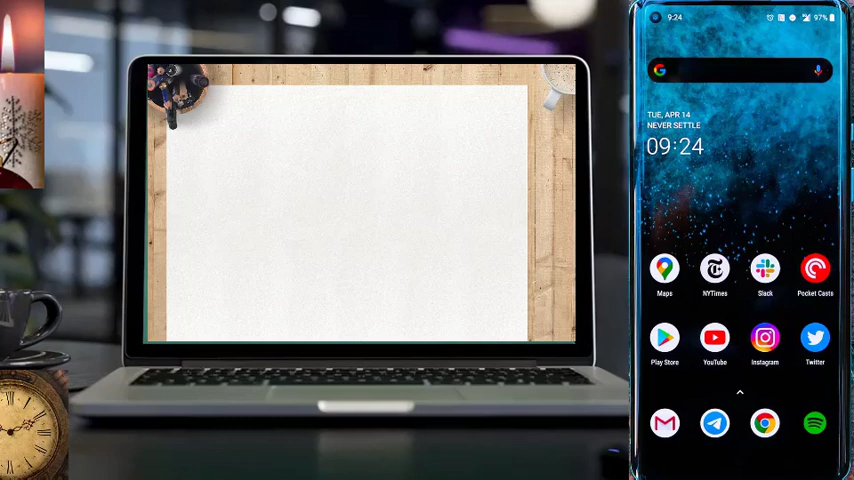 9:24
97%
TUE, APR 14
NEVER SETTLE
09:24
Maps
NYTimes
Slack
Pocket Casts
Play Store
YouTube
Instagram
Twitter